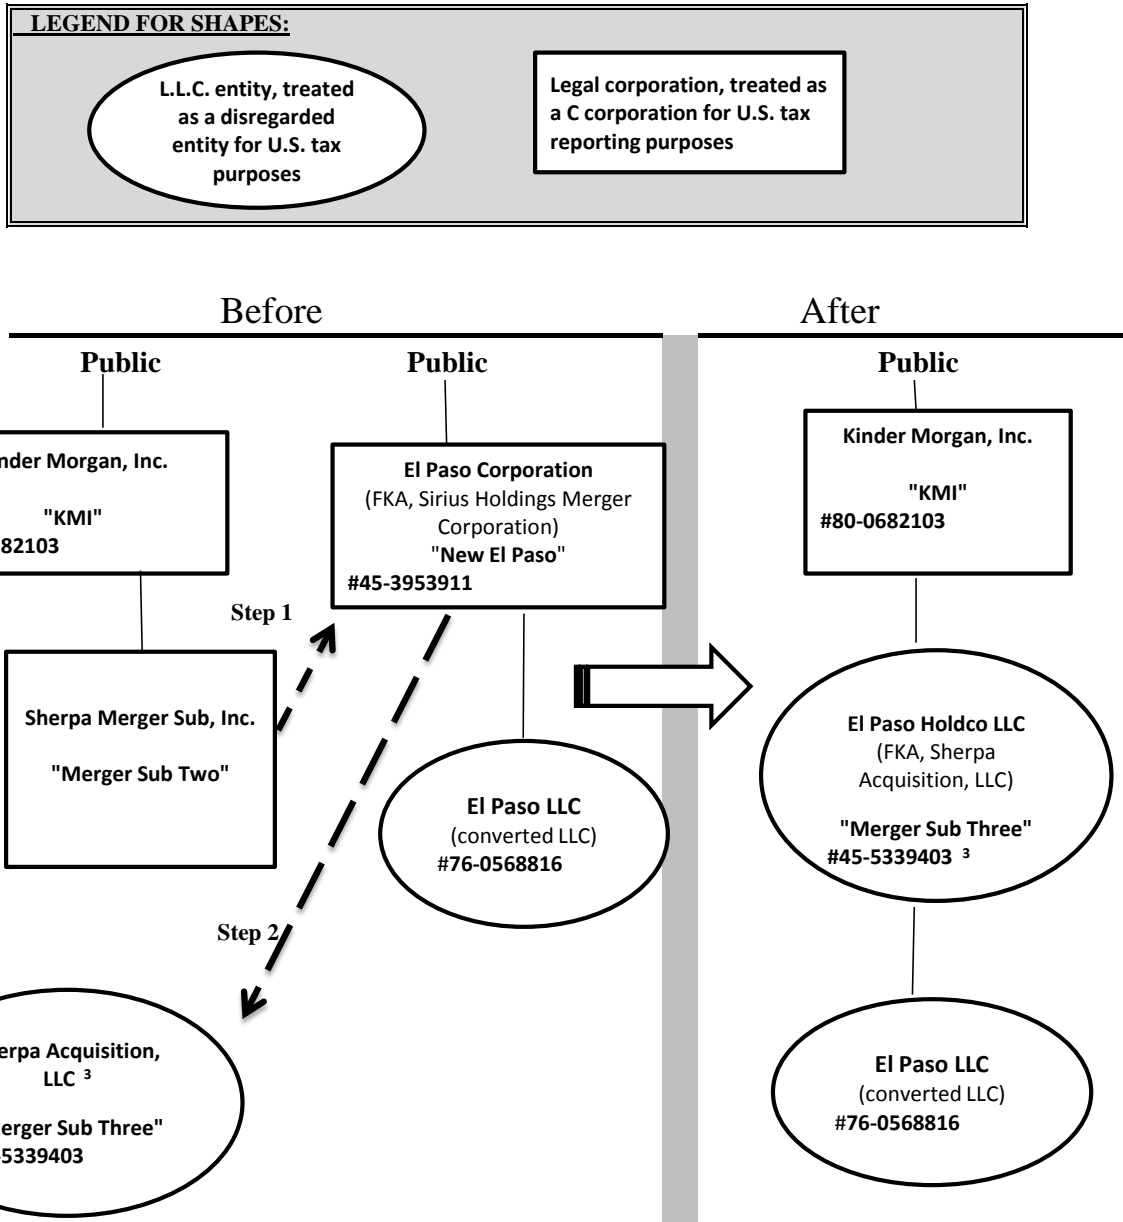 LEGEND FOR SHAPES:
L.L.C. entity, treated
as a disregarded
entity for U.S. tax
purposes
Legal corporation, treated as
a C corporation for U.S. tax
reporting purposes
Before
After
Public
nder Morgan, Inc.
"KMI"
82103
Sherpa Merger Sub, Inc.
"Merger Sub Two"
Step 1
Public
El Paso Corporation
(FKA, Sirius Holdings Merger
Corporation)
"New El Paso"
#45-3953911
El Paso LLC
(converted LLC)
#76-0568816
Step 2
erpa Acquisition,
LLC ³
erger Sub Three"
5339403
Public
Kinder Morgan, Inc.
"KMI"
#80-0682103
El Paso Holdco LLC
(FKA, Sherpa
Acquisition, LLC)
"Merger Sub Three"
#45-5339403 ³
El Paso LLC
(converted LLC)
#76-0568816